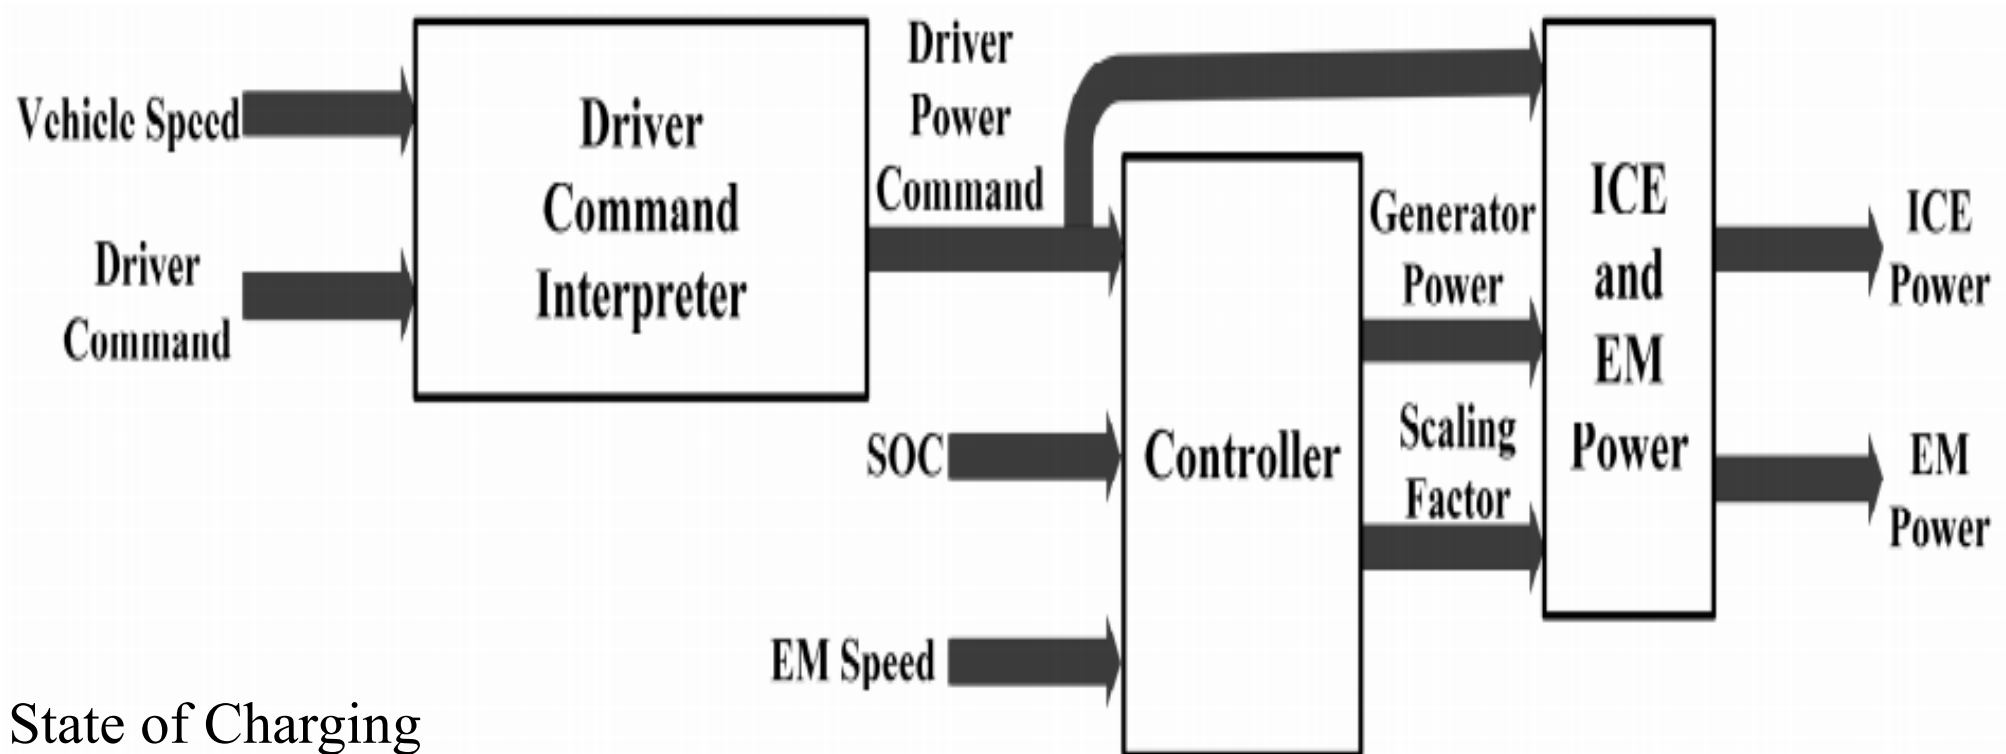 Vehicle Speed
Driver
Command
Driver
Command
Interpreter
Driver
Power
Command
SOC
EM Speed
Controller
Generator
Power
Scaling
Factor
ICE
and
EM
Power
ICE
Power
EM
Power
State of Charging